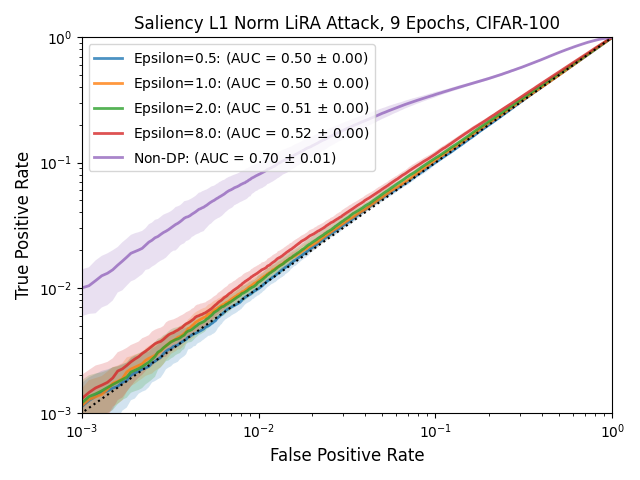 Saliency L1 Norm LiRA Attack, 9 Epochs, CIFAR-100
10⁰
Epsilon=0.5: (AUC = 0.50 ± 0.00)
Epsilon=1.0: (AUC = 0.50 ± 0.00)
Epsilon=2.0: (AUC = 0.51 ± 0.00)
Epsilon=8.0: (AUC = 0.52 ± 0.00)
Non-DP: (AUC = 0.70 ± 0.01)
10⁻¹
True Positive Rate
10⁻²
10⁻³
10⁻³ 10⁻² 10⁻¹ 10⁰
False Positive Rate